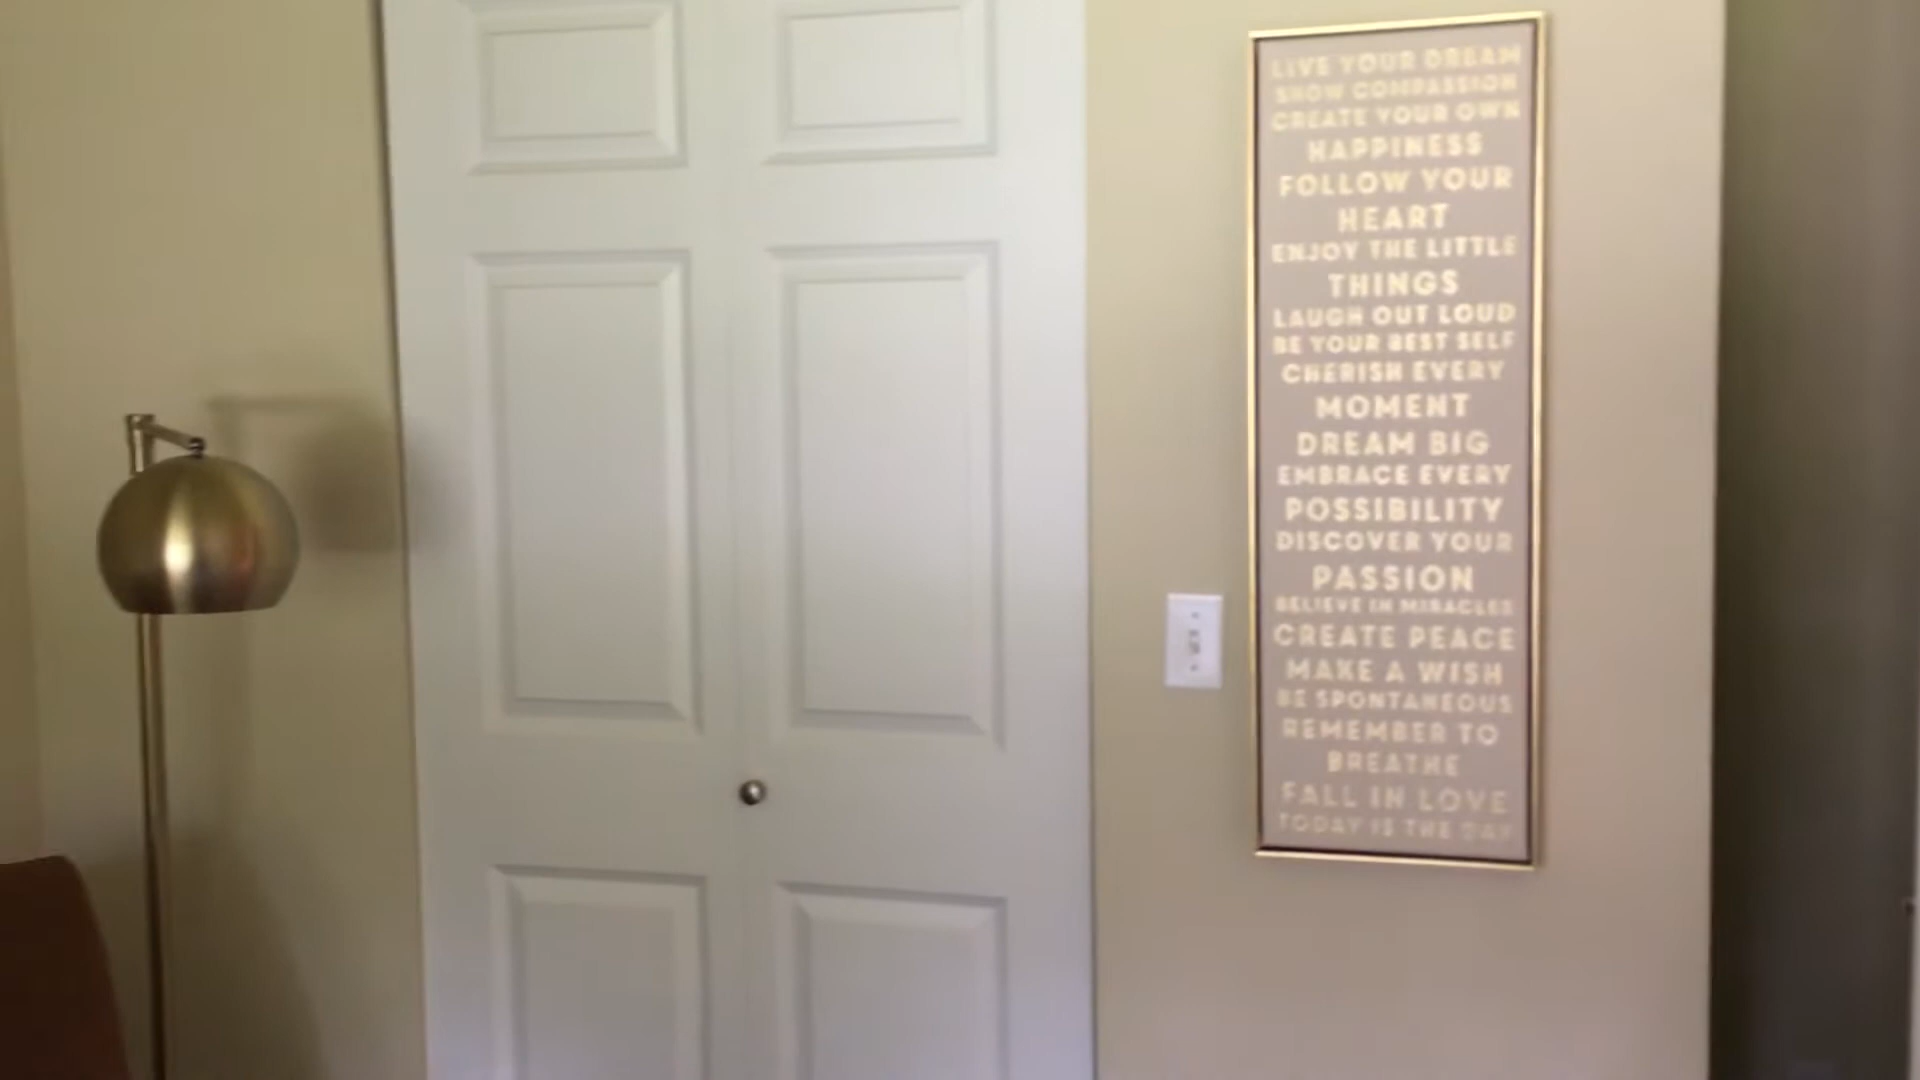 LIVE YOUR DREAM
SHOW COMPASSION
CREATE YOUR OWN
HAPPINESS
FOLLOW YOUR
HEART
ENJOY THE LITTLE
THINGS
LAUGH OUT LOUD
BE YOUR BEST SELF
CHERISH EVERY
MOMENT
DREAM BIG
EMBRACE EVERY
POSSIBILITY
DISCOVER YOUR
PASSION
BELIEVE IN MIRACLES
CREATE PEACE
MAKE A WISH
BE SPONTANEOUS
REMEMBER TO
BREATHE
FALL IN LOVE
TODAY IS THE DAY